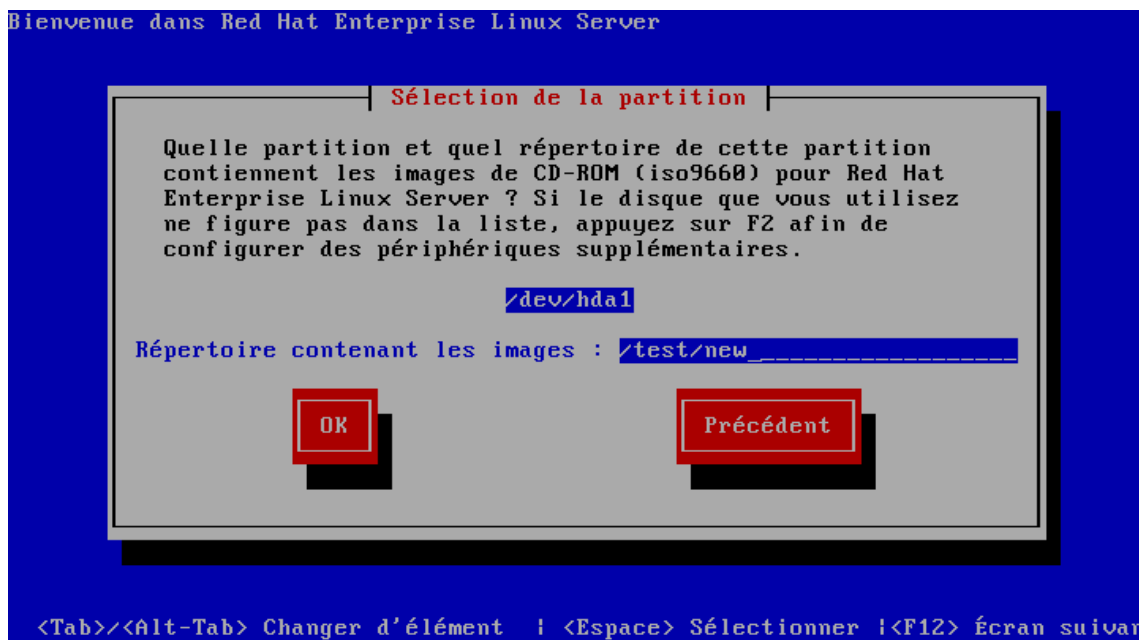 Bienvenue dans Red Hat Enterprise Linux Server
Sélection de la partition
Quelle partition et quel répertoire de cette partition
contiennent les images de CD-ROM (iso9660) pour Red Hat
Enterprise Linux Server ? Si le disque que vous utilisez
ne figure pas dans la liste, appuyez sur F2 afin de
configurer des périphériques supplémentaires.
/dev/hda1
Répertoire contenant les images : /test/new___________________
OK Précédent
<Tab>/<Alt-Tab> Changer d'élément | <Espace> Sélectionner |<F12> Écran suivan